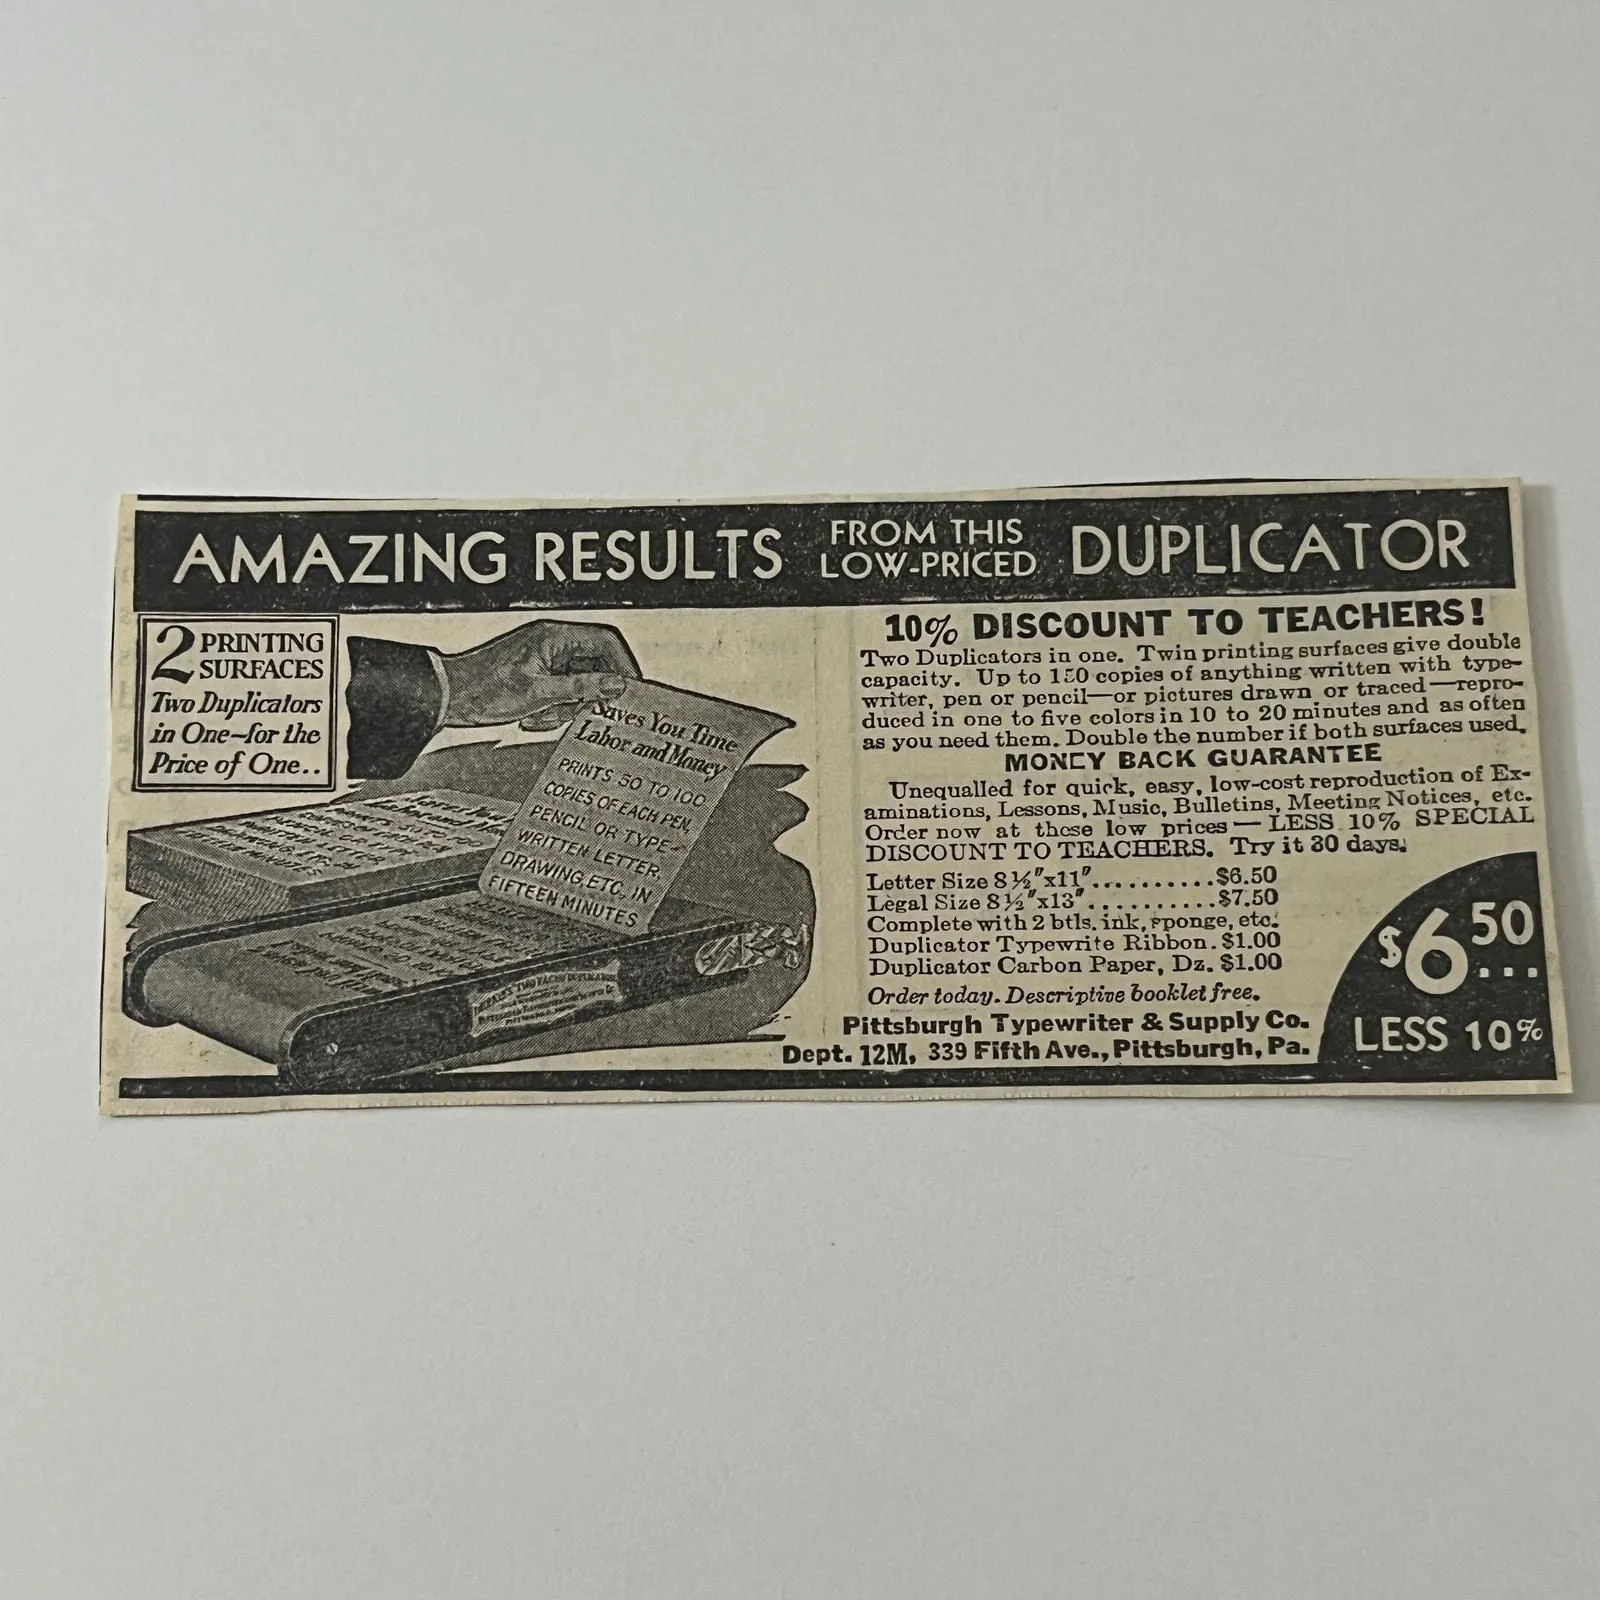 AMAZING RESULTS FROM THIS LOW-PRICED DUPLICATOR
2 PRINTING
SURFACES
Two Duplicators
in One—for the
Price of One..
Saves You Time
Labor and Money
PRINTS 50 TO 100
COPIES OF EACH PEN,
PENCIL OR TYPE-
WRITTEN LETTER,
DRAWING, ETC., IN
FIFTEEN MINUTES
10% DISCOUNT TO TEACHERS!
Two Duplicators in one. Twin printing surfaces give double
capacity. Up to 150 copies of anything written with type-
writer, pen or pencil—or pictures drawn or traced—repro-
duced in one to five colors in 10 to 20 minutes and as often
as you need them. Double the number if both surfaces used.
MONEY BACK GUARANTEE
Unequalled for quick, easy, low-cost reproduction of Ex-
aminations, Lessons, Music, Bulletins, Meeting Notices, etc.
Order now at these low prices — LESS 10% SPECIAL
DISCOUNT TO TEACHERS. Try it 30 days.
Letter Size 8½"x11"..........$6.50
Legal Size 8½"x13"..........$7.50
Complete with 2 btls. ink, sponge, etc.
Duplicator Typewrite Ribbon. $1.00
Duplicator Carbon Paper, Dz. $1.00
Order today. Descriptive booklet free.
Pittsburgh Typewriter & Supply Co.
Dept. 12M, 339 Fifth Ave., Pittsburgh, Pa.
$6.50...
LESS 10%